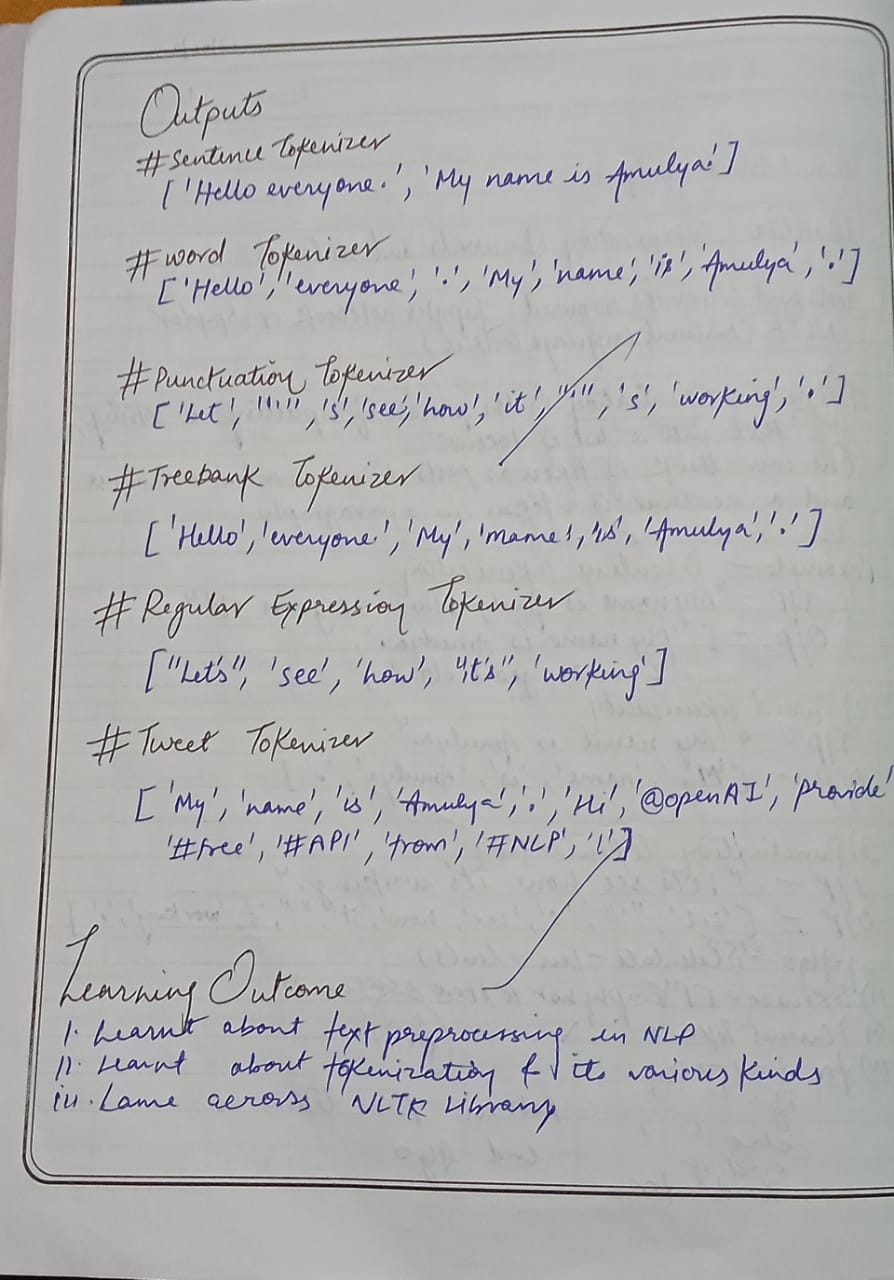 Outputs
#Sentence Tokenizer
['Hello everyone.', 'My name is Amulya.']
#word Tokenizer
['Hello', 'everyone', '.', 'My', 'name', 'is', 'Amulya', '.']
#Punctuation Tokenizer
['Let', "'", 's', 'see', 'how', 'it', "'", 's', 'working', '.']
#Treebank Tokenizer
['Hello', 'everyone.', 'My', 'name', 'is', 'Amulya', '.']
#Regular Expression Tokenizer
["Let's", 'see', 'how', "it's", 'working']
#Tweet Tokenizer
['My', 'name', 'is', 'Amulya', '.', 'Hi', '@openAI', 'provide'
'#free', '#API', 'from', '#NLP', '!']
Learning Outcome
i. Learnt about text preprocessing in NLP
ii. Learnt about tokenization & its various kinds
iii. Came across NLTK Library